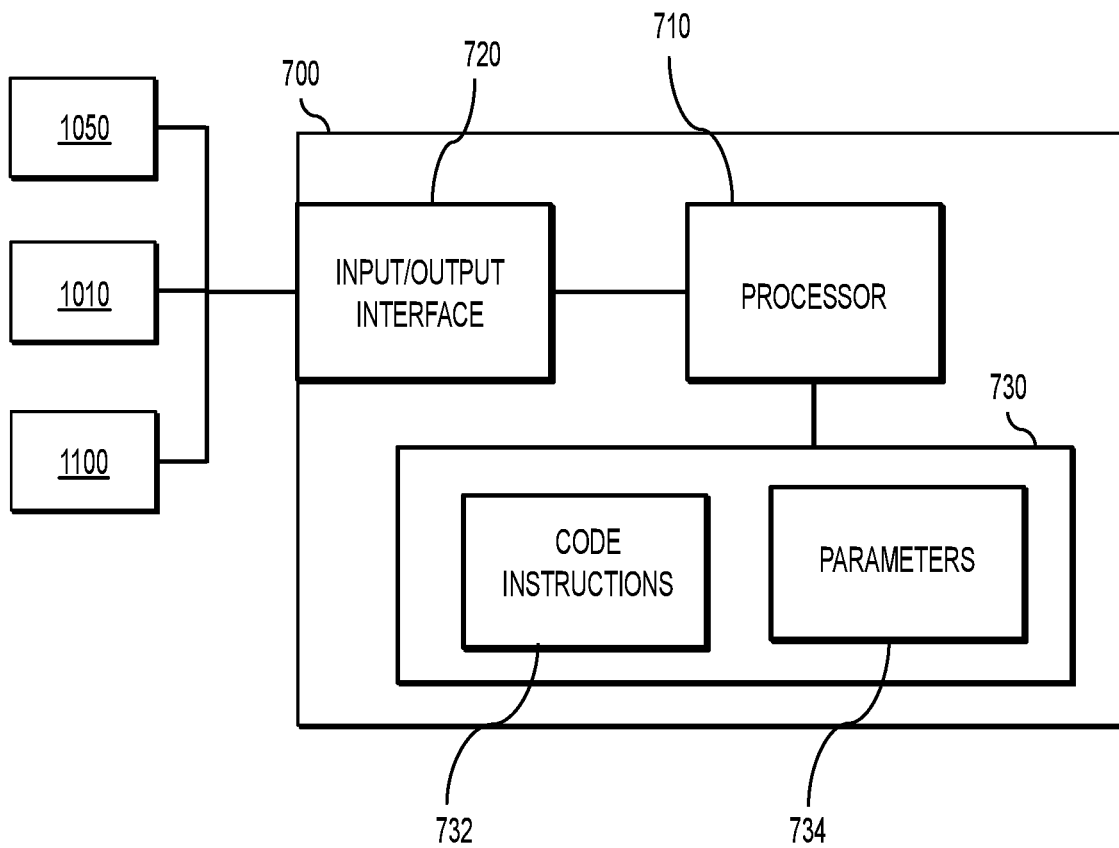 710
720
700
1050
1010
1100
INPUT/OUTPUT
INTERFACE
PROCESSOR
730
CODE
INSTRUCTIONS
PARAMETERS
732
734